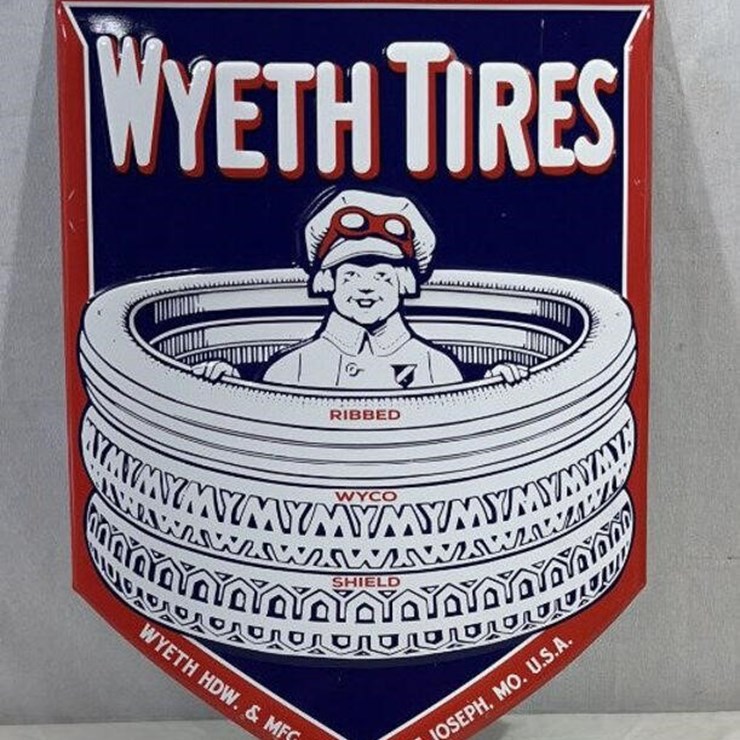 WYETH TIRES
RIBBED
WYCO
SHIELD
WYETH HDW. & MFG
JOSEPH, MO. U.S.A.